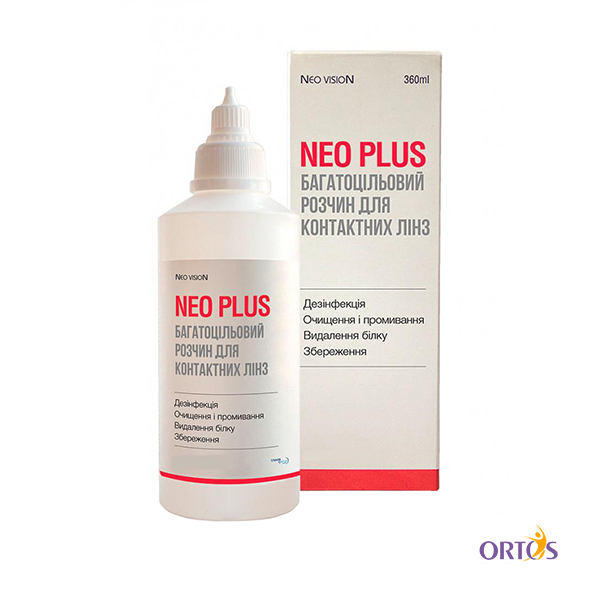 NEO VISION 360ml
NEO PLUS
БАГАТОЦІЛЬОВИЙ
РОЗЧИН ДЛЯ
КОНТАКТНИХ ЛІНЗ
Дезінфекція
Очищення і промивання
Видалення білку
Збереження
NEO VISION
NEO PLUS
БАГАТОЦІЛЬОВИЙ
РОЗЧИН ДЛЯ
КОНТАКТНИХ ЛІНЗ
Дезінфекція
Очищення і промивання
Видалення білку
Збереження
ORTOS